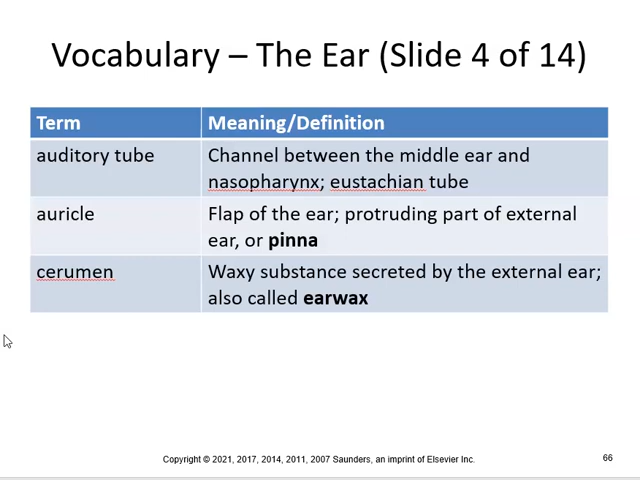 Vocabulary – The Ear (Slide 4 of 14)
Term Meaning/Definition
auditory tube Channel between the middle ear and
nasopharynx; eustachian tube
auricle Flap of the ear; protruding part of external
ear, or pinna
cerumen Waxy substance secreted by the external ear;
also called earwax
Copyright © 2021, 2017, 2014, 2011, 2007 Saunders, an imprint of Elsevier Inc. 66